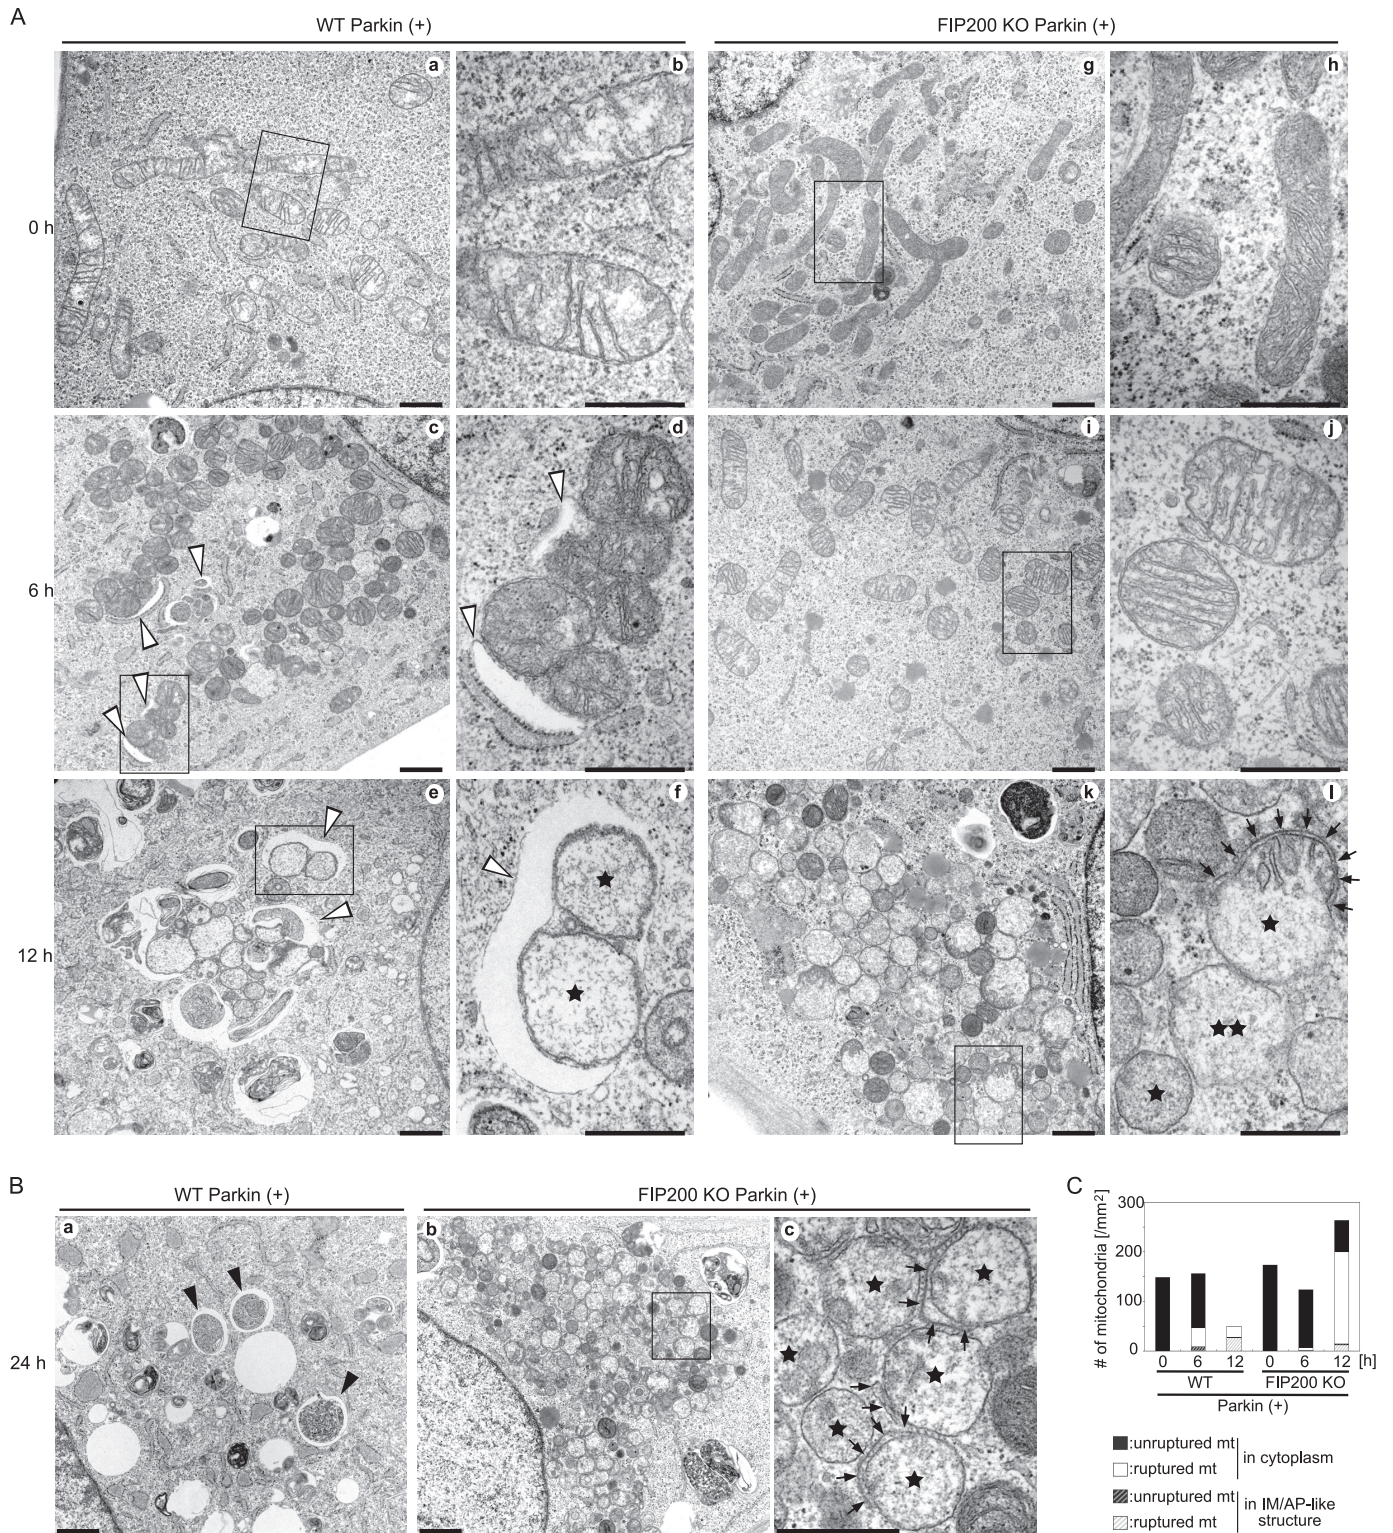 A
WT Parkin (+)
FIP200 KO Parkin (+)
a
b
g
h
0 h
c
d
i
j
6 h
e
f
k
l
12 h
B
WT Parkin (+)
FIP200 KO Parkin (+)
a
b
c
24 h
C
# of mitochondria [/mm²]
300
200
100
0
0 6 12 0 6 12 [h]
WT FIP200 KO
Parkin (+)
:unruptured mt
:ruptured mt
in cytoplasm
:unruptured mt
:ruptured mt
in IM/AP-like
structure